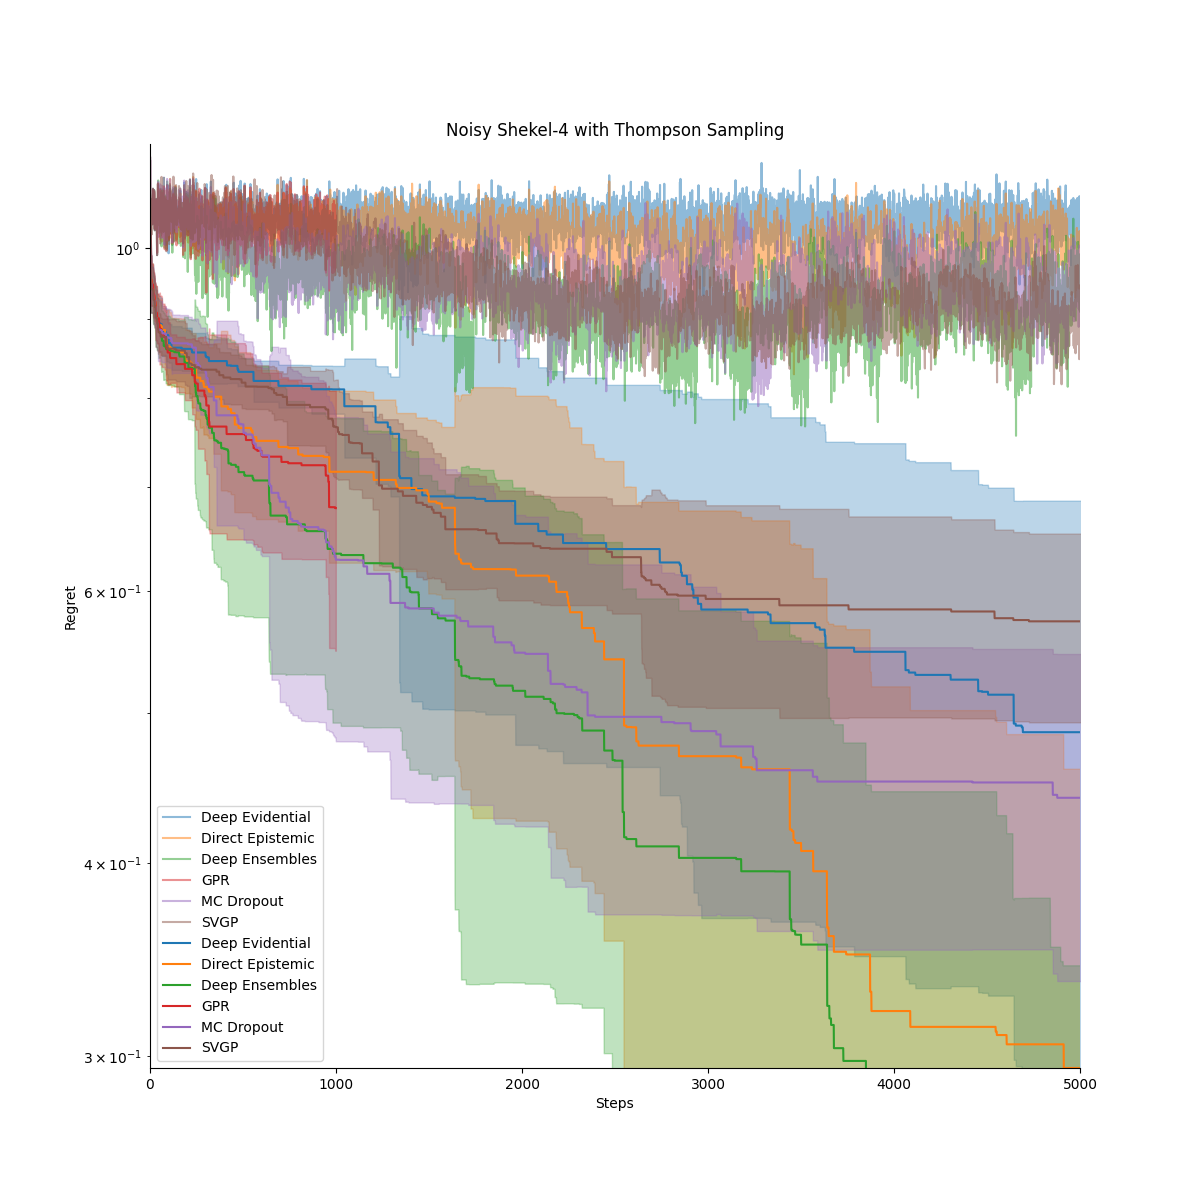 Noisy Shekel-4 with Thompson Sampling
10⁰
6 × 10⁻¹
4 × 10⁻¹
3 × 10⁻¹
Regret
Deep Evidential
Direct Epistemic
Deep Ensembles
GPR
MC Dropout
SVGP
Deep Evidential
Direct Epistemic
Deep Ensembles
GPR
MC Dropout
SVGP
0 1000 2000 3000 4000 5000
Steps